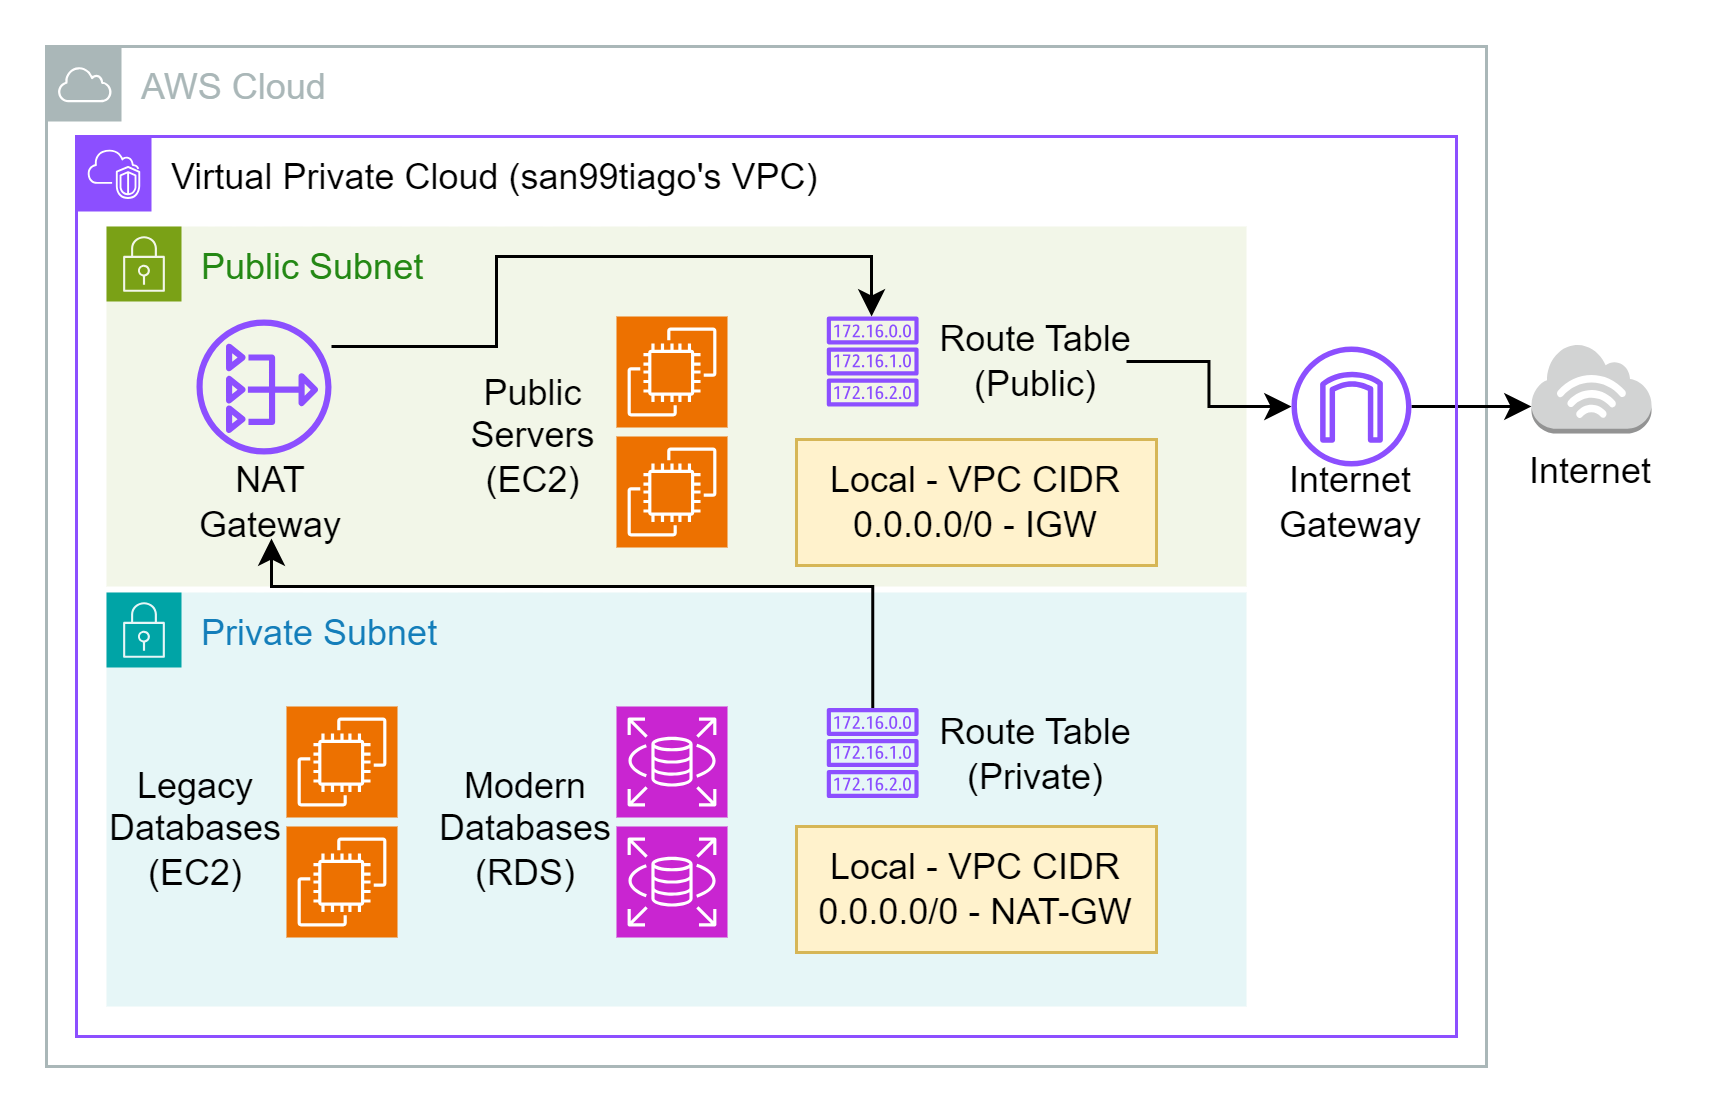 AWS Cloud
Virtual Private Cloud (san99tiago's VPC)
Public Subnet
NAT
Gateway
Public
Servers
(EC2)
172.16.0.0
172.16.1.0
172.16.2.0
Route Table
(Public)
Local - VPC CIDR
0.0.0.0/0 - IGW
Internet
Gateway
Internet
Private Subnet
Legacy
Databases
(EC2)
Modern
Databases
(RDS)
172.16.0.0
172.16.1.0
172.16.2.0
Route Table
(Private)
Local - VPC CIDR
0.0.0.0/0 - NAT-GW